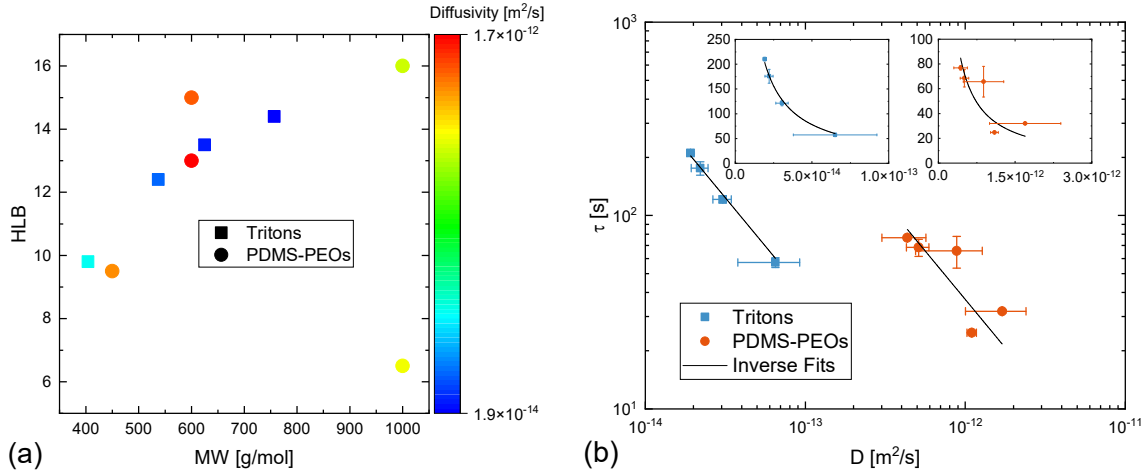 (a)
HLB
16
14
12
10
8
6
400 500 600 700 800 900 1000
MW [g/mol]
Tritons
PDMS-PEOs
Diffusivity [m²/s]
1.7×10⁻¹²
1.9×10⁻¹⁴
(b)
τ [s]
10³
10²
10¹
10⁻¹⁴ 10⁻¹³ 10⁻¹² 10⁻¹¹
D [m²/s]
250
200
150
100
50
0
0.0 5.0×10⁻¹⁴ 1.0×10⁻¹³
100
80
60
40
20
0
0.0 1.5×10⁻¹² 3.0×10⁻¹²
Tritons
PDMS-PEOs
Inverse Fits